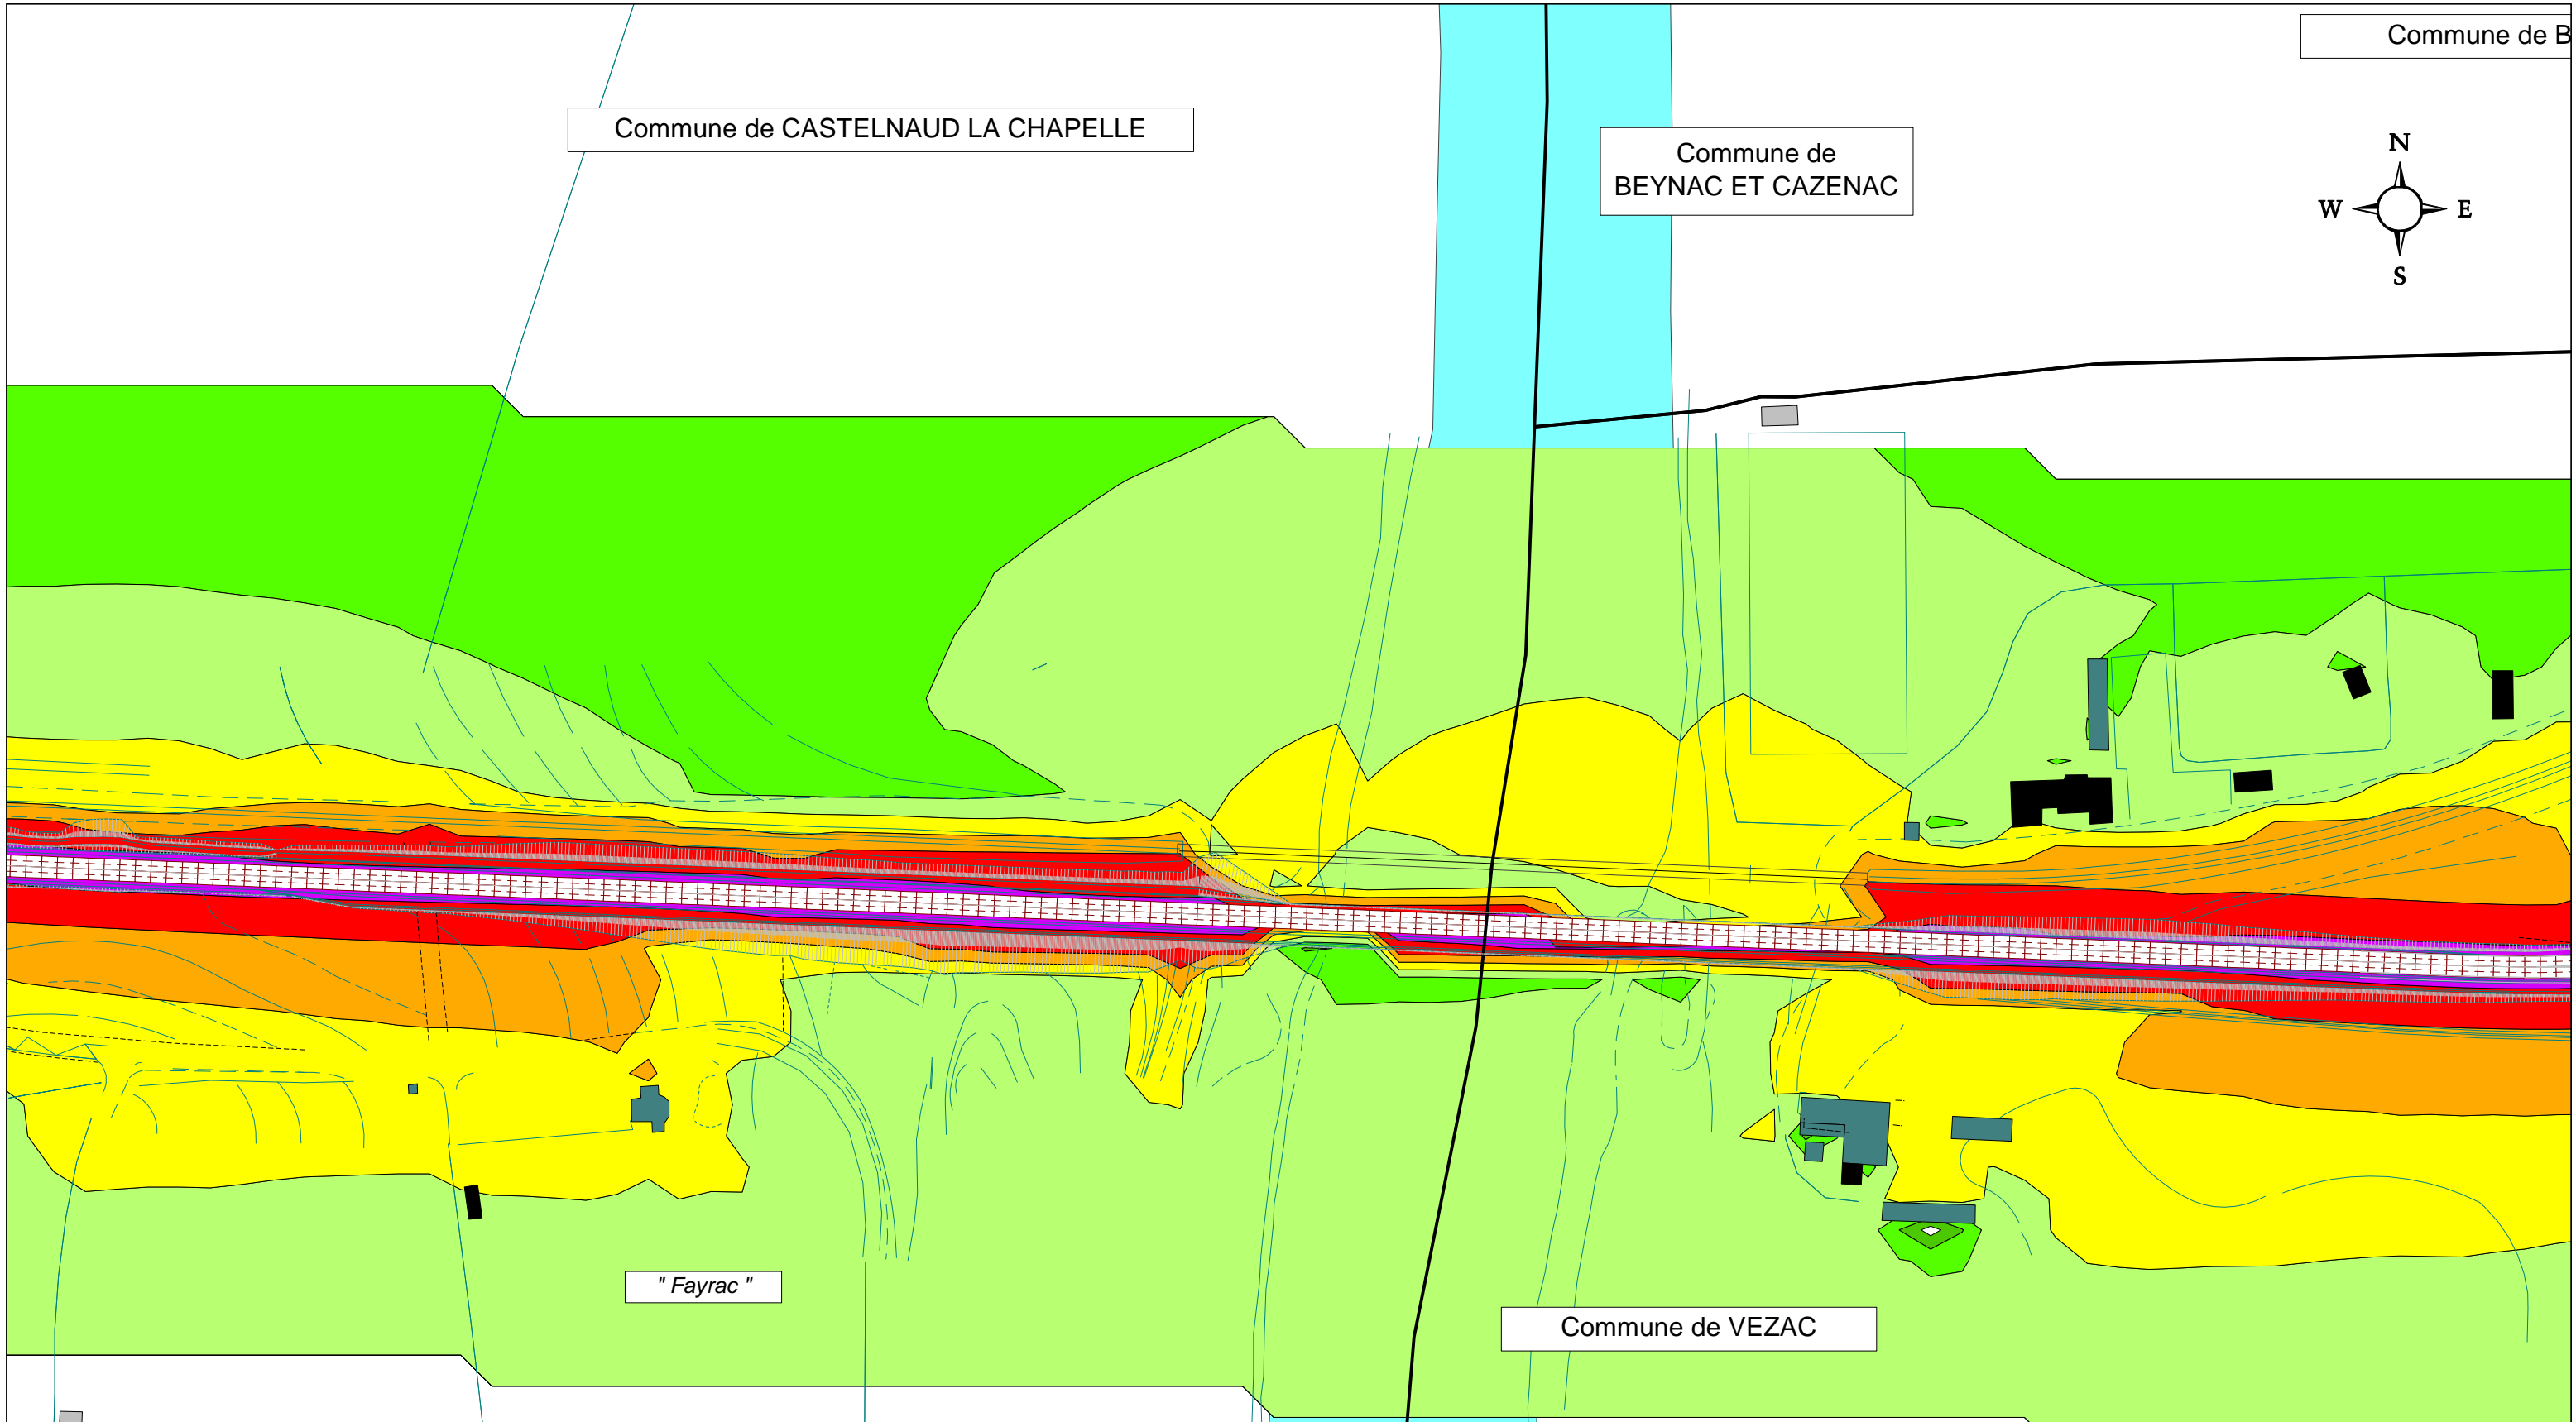 Commune de B
Commune de CASTELNAUD LA CHAPELLE
Commune de
BEYNAC ET CAZENAC
N
W E
S
" Fayrac "
Commune de VEZAC